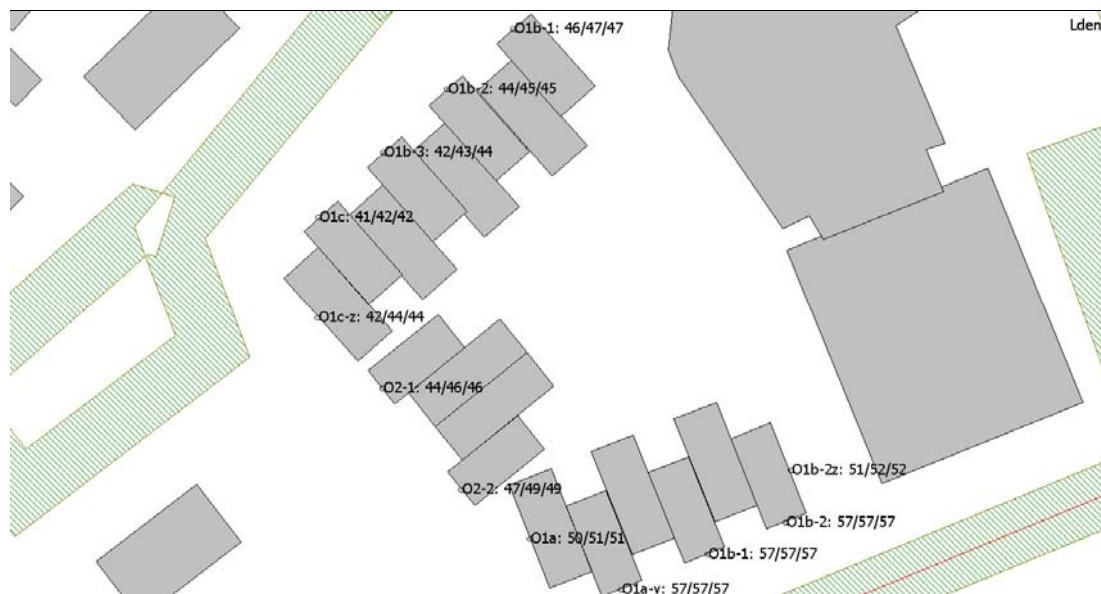 O1b-1: 46/47/47
Lden
O1b-2: 44/45/45
O1b-3: 42/43/44
O1c: 41/42/42
O1c-z: 42/44/44
O2-1: 44/46/46
O1b-2z: 51/52/52
O2-2: 47/49/49
O1b-2: 57/57/57
O1a: 50/51/51
O1b-1: 57/57/57
O1a-v: 57/57/57